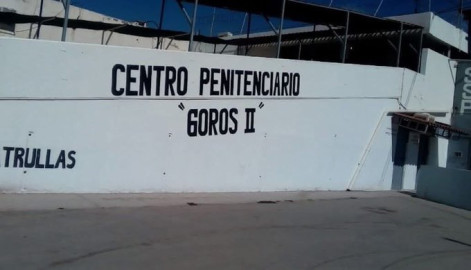 CENTRO PENITENCIARIO
"GOROS II"
TRULLAS